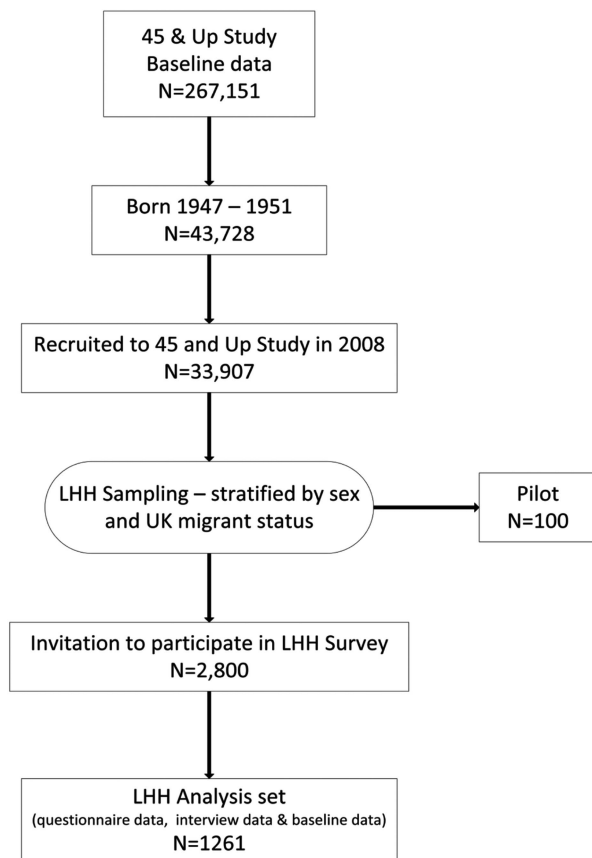 45 & Up Study
Baseline data
N=267,151
Born 1947 – 1951
N=43,728
Recruited to 45 and Up Study in 2008
N=33,907
LHH Sampling – stratified by sex
and UK migrant status
Pilot
N=100
Invitation to participate in LHH Survey
N=2,800
LHH Analysis set
(questionnaire data, interview data & baseline data)
N=1261